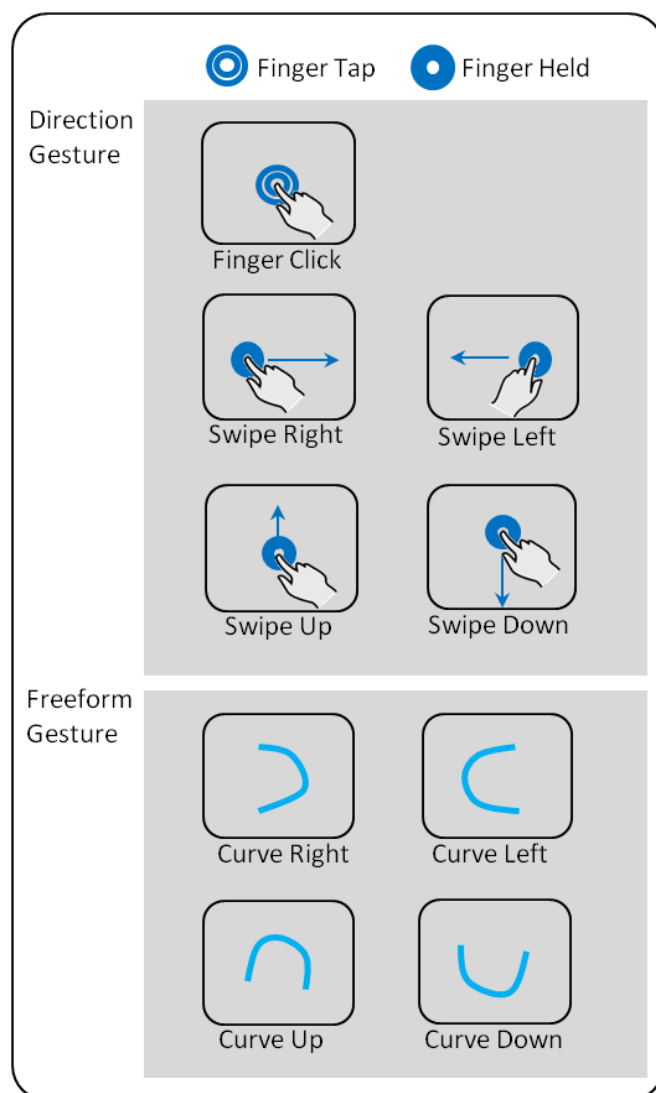 Finger Tap
Finger Held
Direction
Gesture
Finger Click
Swipe Right
Swipe Left
Swipe Up
Swipe Down
Freeform
Gesture
Curve Right
Curve Left
Curve Up
Curve Down